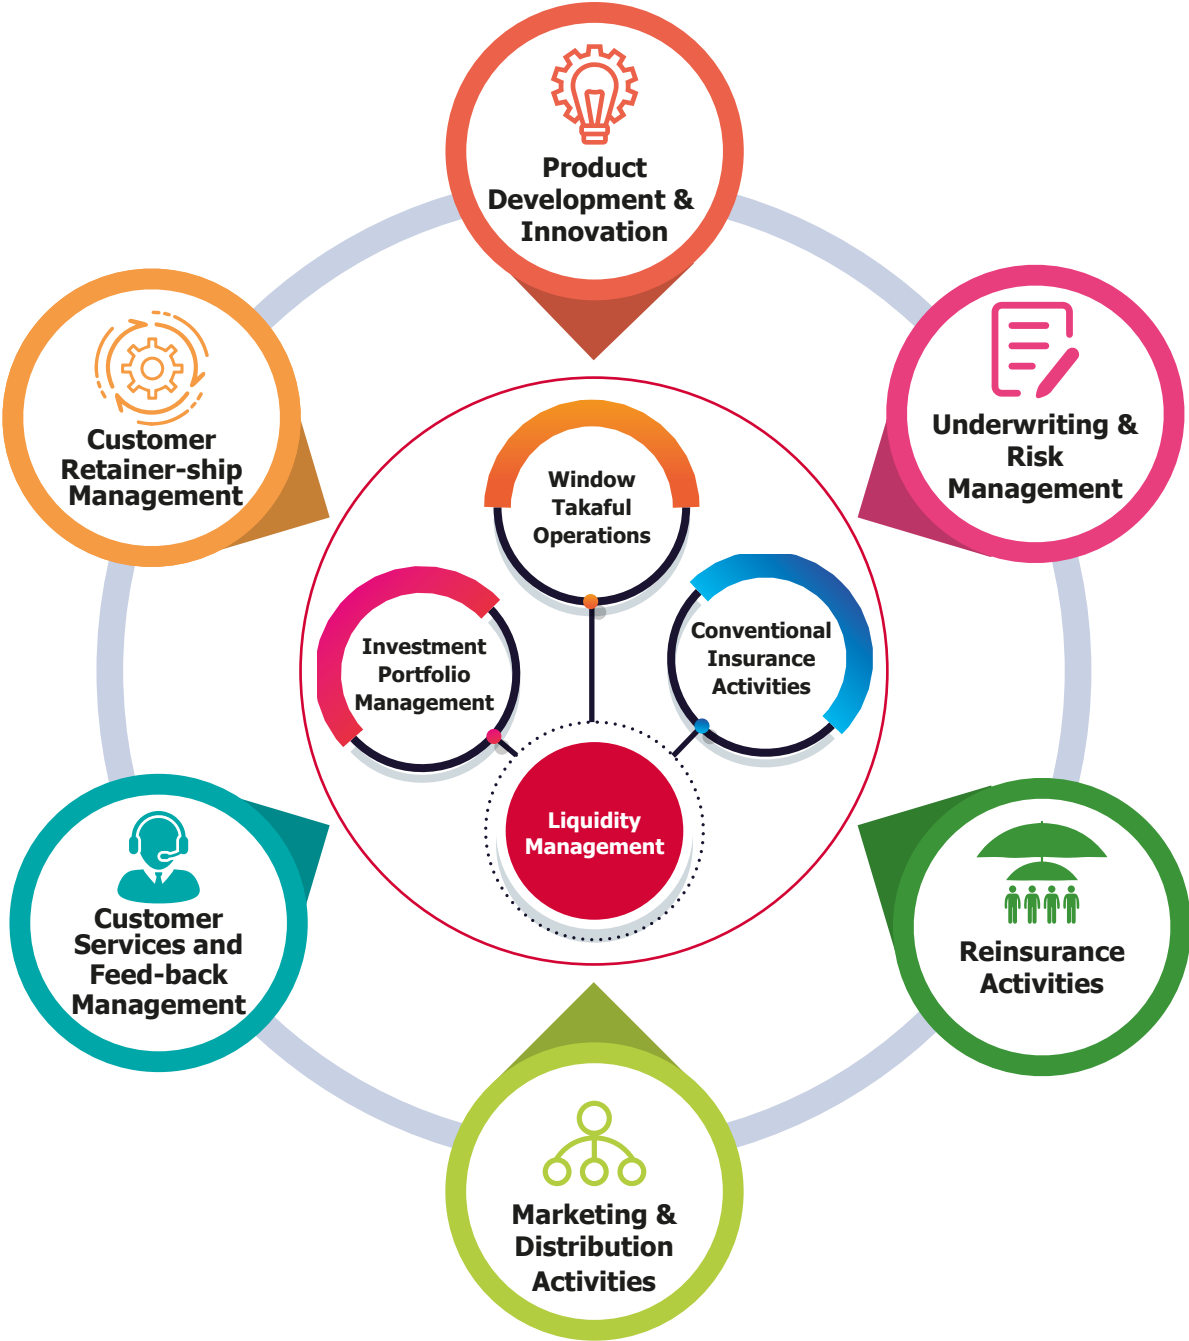 Product
Development &
Innovation
Customer
Retainer-ship
Management
Underwriting &
Risk
Management
Window
Takaful
Operations
Investment
Portfolio
Management
Conventional
Insurance
Activities
Liquidity
Management
Customer
Services and
Feed-back
Management
Reinsurance
Activities
Marketing &
Distribution
Activities